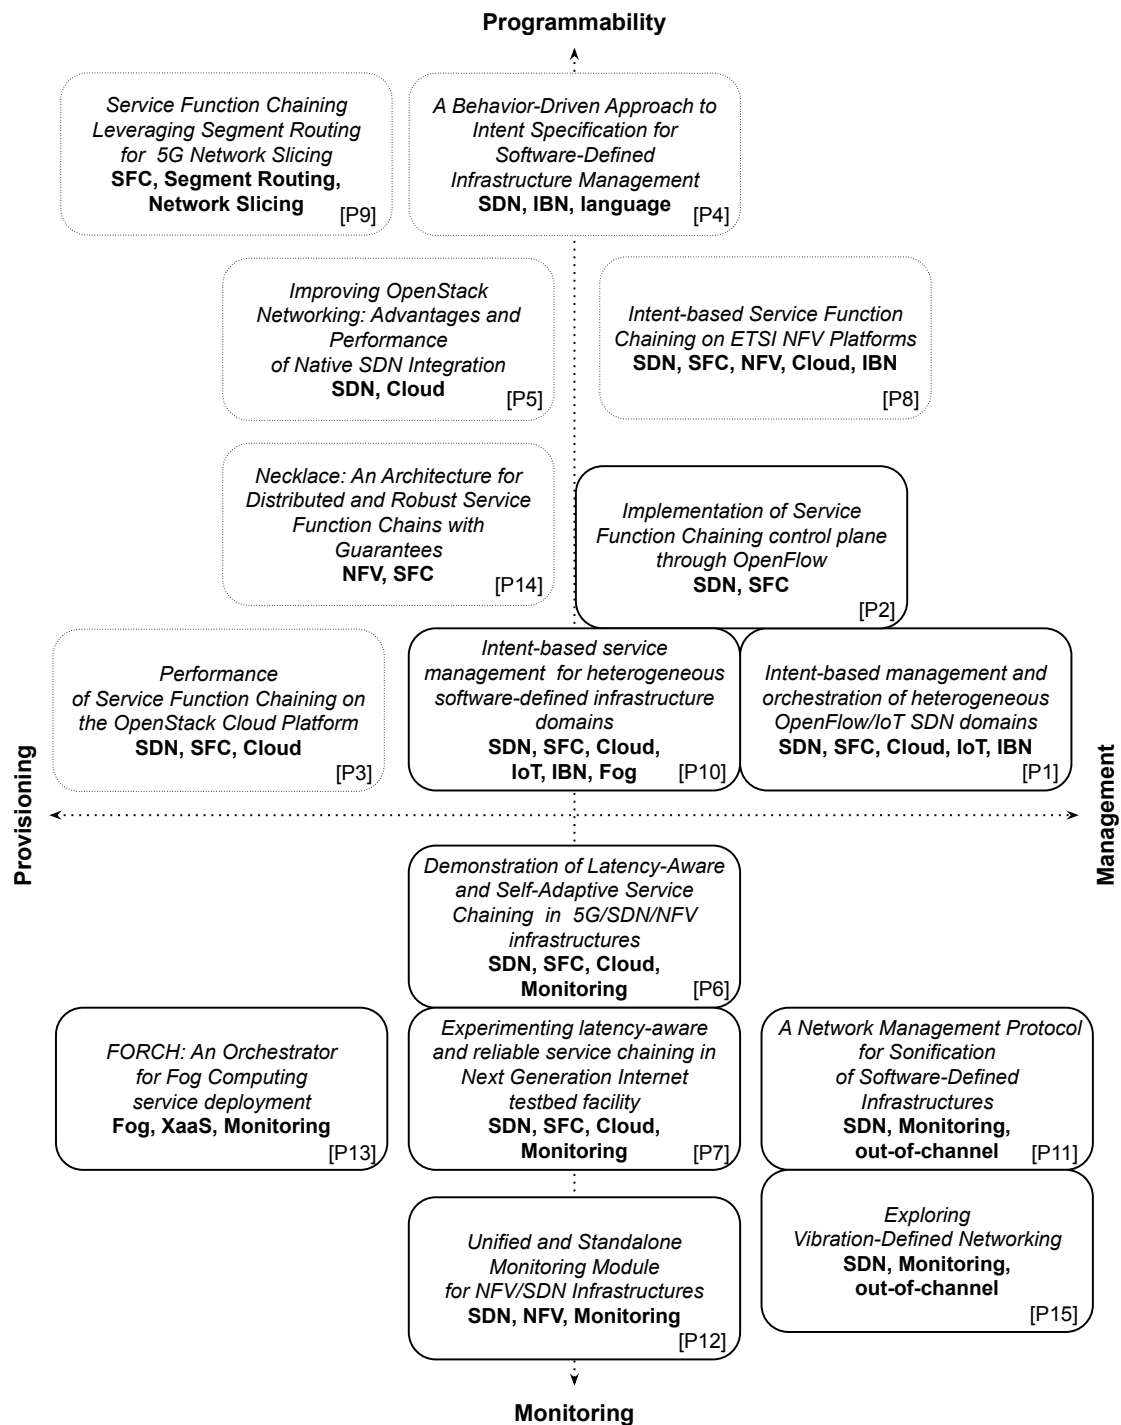 Programmability
Service Function Chaining
Leveraging Segment Routing
for 5G Network Slicing
SFC, Segment Routing,
Network Slicing
[P9]
A Behavior-Driven Approach to
Intent Specification for
Software-Defined
Infrastructure Management
SDN, IBN, language
[P4]
Improving OpenStack
Networking: Advantages and
Performance
of Native SDN Integration
SDN, Cloud
[P5]
Intent-based Service Function
Chaining on ETSI NFV Platforms
SDN, SFC, NFV, Cloud, IBN
[P8]
Necklace: An Architecture for
Distributed and Robust Service
Function Chains with
Guarantees
NFV, SFC
[P14]
Implementation of Service
Function Chaining control plane
through OpenFlow
SDN, SFC
[P2]
Performance
of Service Function Chaining on
the OpenStack Cloud Platform
SDN, SFC, Cloud
[P3]
Intent-based service
management for heterogeneous
software-defined infrastructure
domains
SDN, SFC, Cloud,
IoT, IBN, Fog
[P10]
Intent-based management and
orchestration of heterogeneous
OpenFlow/IoT SDN domains
SDN, SFC, Cloud, IoT, IBN
[P1]
Provisioning
Management
Demonstration of Latency-Aware
and Self-Adaptive Service
Chaining in 5G/SDN/NFV
infrastructures
SDN, SFC, Cloud,
Monitoring
[P6]
FORCH: An Orchestrator
for Fog Computing
service deployment
Fog, XaaS, Monitoring
[P13]
Experimenting latency-aware
and reliable service chaining in
Next Generation Internet
testbed facility
SDN, SFC, Cloud,
Monitoring
[P7]
A Network Management Protocol
for Sonification
of Software-Defined
Infrastructures
SDN, Monitoring,
out-of-channel
[P11]
Unified and Standalone
Monitoring Module
for NFV/SDN Infrastructures
SDN, NFV, Monitoring
[P12]
Exploring
Vibration-Defined Networking
SDN, Monitoring,
out-of-channel
[P15]
Monitoring